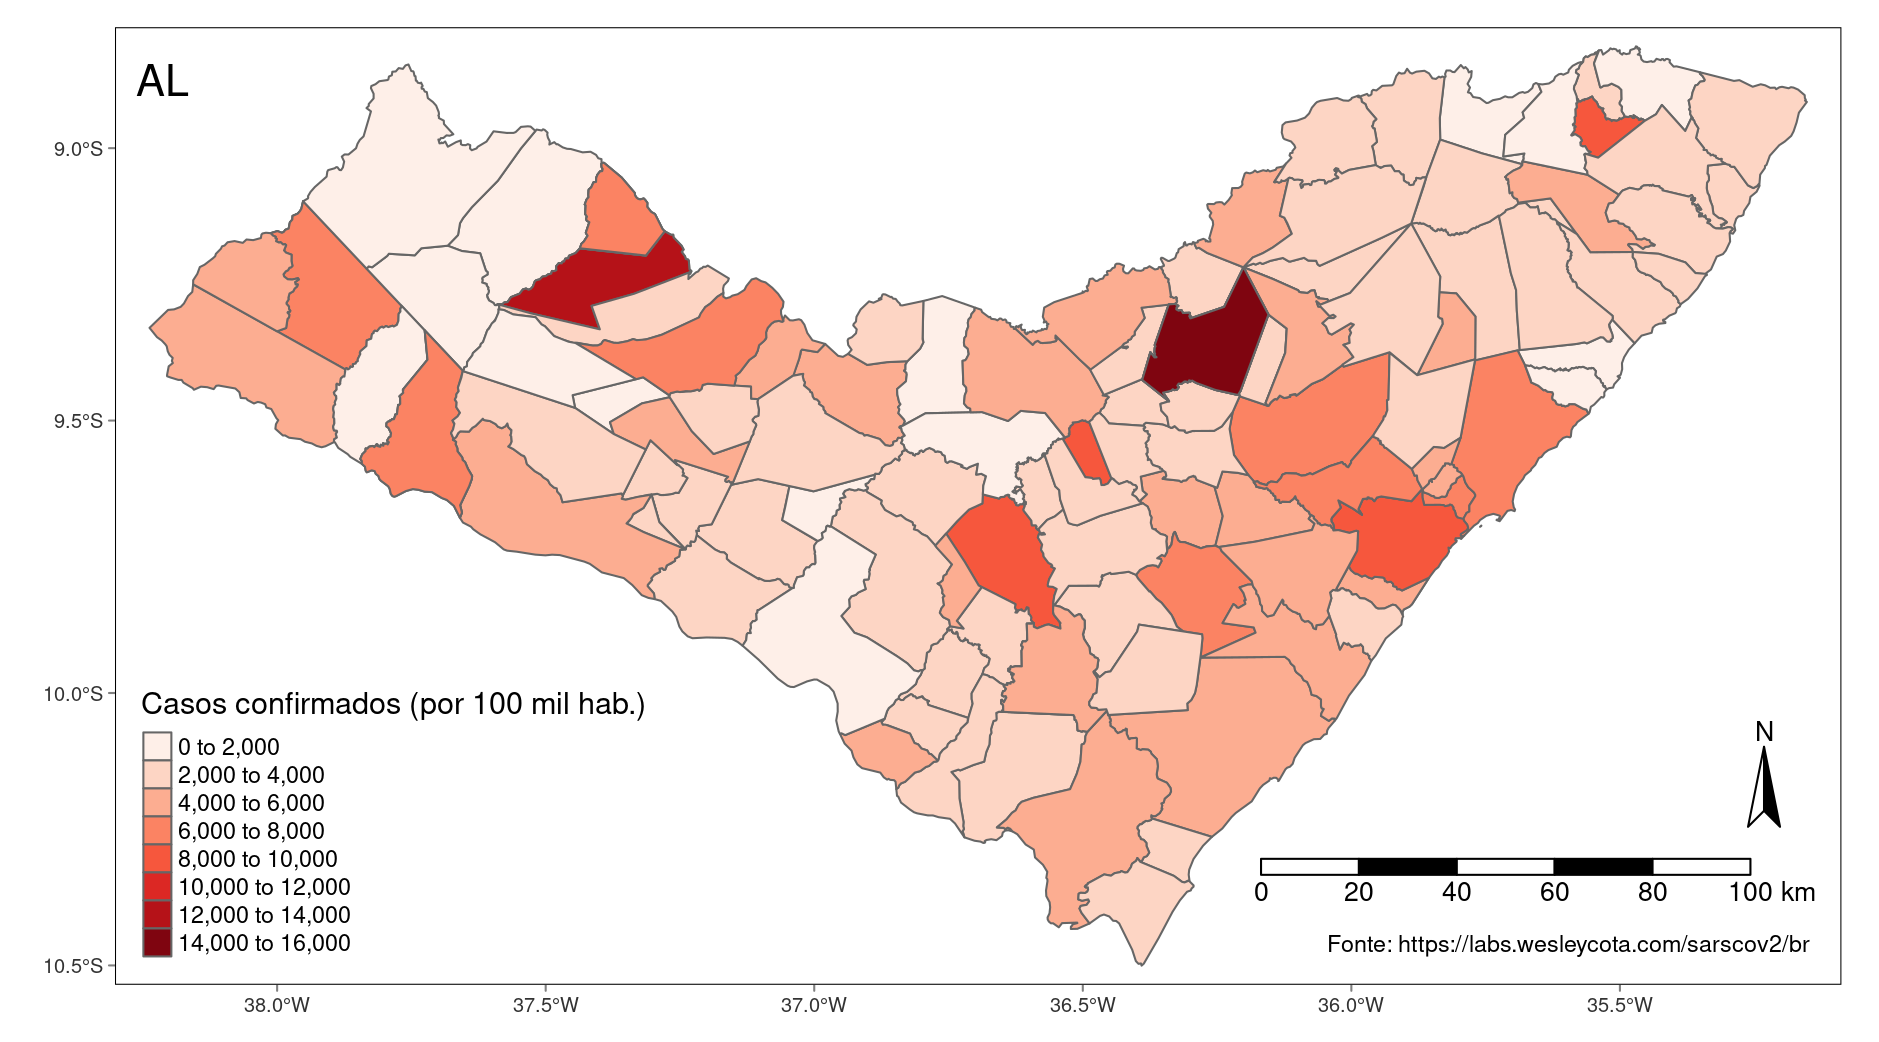 AL
9.0°S
9.5°S
10.0°S
10.5°S
Casos confirmados (por 100 mil hab.)
0 to 2,000
2,000 to 4,000
4,000 to 6,000
6,000 to 8,000
8,000 to 10,000
10,000 to 12,000
12,000 to 14,000
14,000 to 16,000
N
0 20 40 60 80 100 km
Fonte: https://labs.wesleycota.com/sarscov2/br
38.0°W 37.5°W 37.0°W 36.5°W 36.0°W 35.5°W